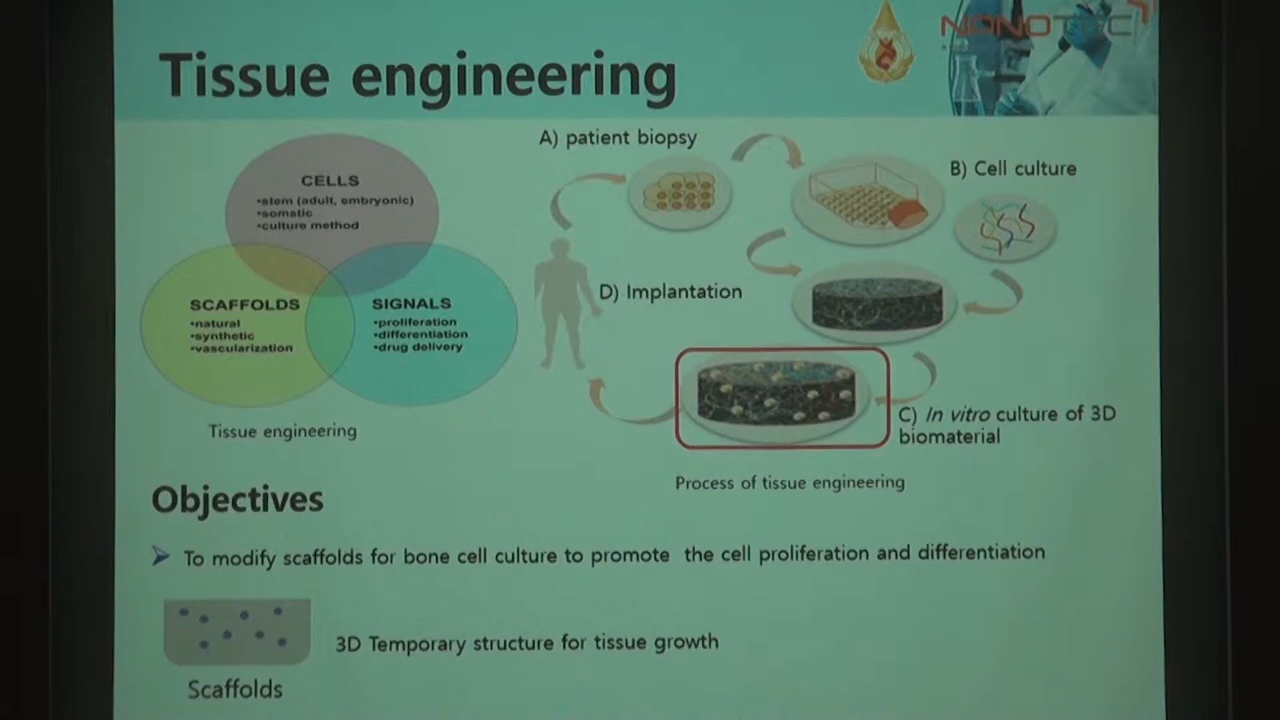 NANOTEC
Tissue engineering
CELLS
•stem (adult, embryonic)
•somatic
•culture method
SCAFFOLDS
•natural
•synthetic
•vascularization
SIGNALS
•proliferation
•differentiation
•drug delivery
Tissue engineering
A) patient biopsy
B) Cell culture
D) Implantation
C) In vitro culture of 3D
biomaterial
Process of tissue engineering
Objectives
To modify scaffolds for bone cell culture to promote the cell proliferation and differentiation
3D Temporary structure for tissue growth
Scaffolds